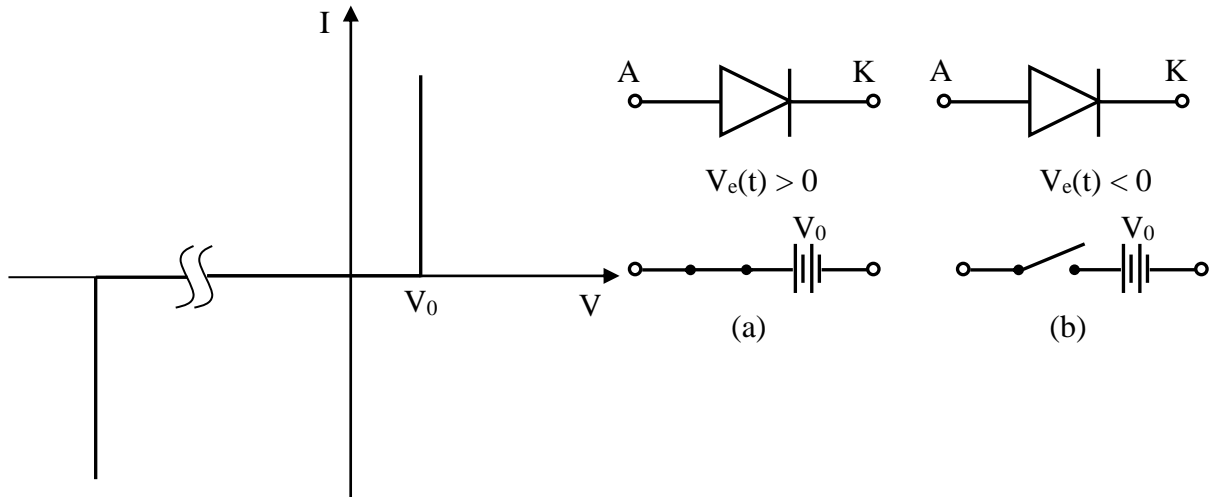 I
V₀
V
A K
Vₑ(t) > 0
V₀
(a)
A K
Vₑ(t) < 0
V₀
(b)